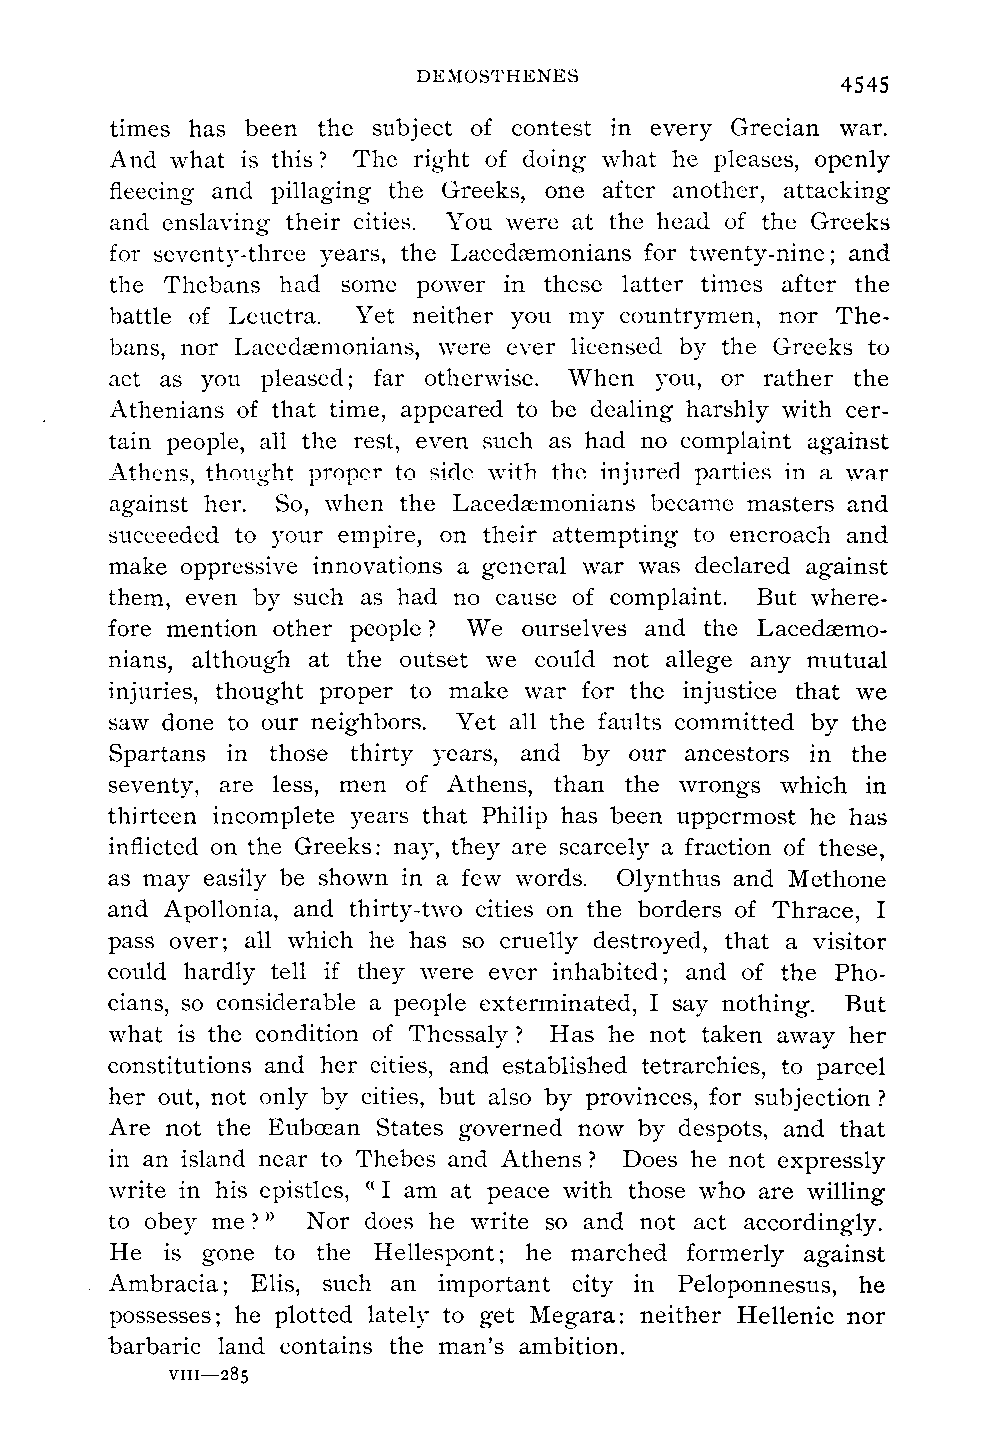 DEMOSTHENES
4545
times has been the subject of contest in every Grecian war.
And what is this? The right of doing what he pleases, openly
fleecing and pillaging the Greeks, one after another, attacking
and enslaving their cities. You were at the head of the Greeks
for seventy-three years, the Lacedæmonians for twenty-nine; and
the Thebans had some power in these latter times after the
battle of Leuctra. Yet neither you my countrymen, nor The-
bans, nor Lacedæmonians, were ever licensed by the Greeks to
act as you pleased; far otherwise. When you, or rather the
Athenians of that time, appeared to be dealing harshly with cer-
tain people, all the rest, even such as had no complaint against
Athens, thought proper to side with the injured parties in a war
against her. So, when the Lacedæmonians became masters and
succeeded to your empire, on their attempting to encroach and
make oppressive innovations a general war was declared against
them, even by such as had no cause of complaint. But where-
fore mention other people? We ourselves and the Lacedæmo-
nians, although at the outset we could not allege any mutual
injuries, thought proper to make war for the injustice that we
saw done to our neighbors. Yet all the faults committed by the
Spartans in those thirty years, and by our ancestors in the
seventy, are less, men of Athens, than the wrongs which in
thirteen incomplete years that Philip has been uppermost he has
inflicted on the Greeks: nay, they are scarcely a fraction of these,
as may easily be shown in a few words. Olynthus and Methone
and Apollonia, and thirty-two cities on the borders of Thrace, I
pass over; all which he has so cruelly destroyed, that a visitor
could hardly tell if they were ever inhabited; and of the Pho-
cians, so considerable a people exterminated, I say nothing. But
what is the condition of Thessaly? Has he not taken away her
constitutions and her cities, and established tetrarchies, to parcel
her out, not only by cities, but also by provinces, for subjection?
Are not the Eubœan States governed now by despots, and that
in an island near to Thebes and Athens? Does he not expressly
write in his epistles, "I am at peace with those who are willing
to obey me?" Nor does he write so and not act accordingly.
He is gone to the Hellespont; he marched formerly against
Ambracia; Elis, such an important city in Peloponnesus, he
possesses; he plotted lately to get Megara: neither Hellenic nor
barbaric land contains the man's ambition.
VIII—285